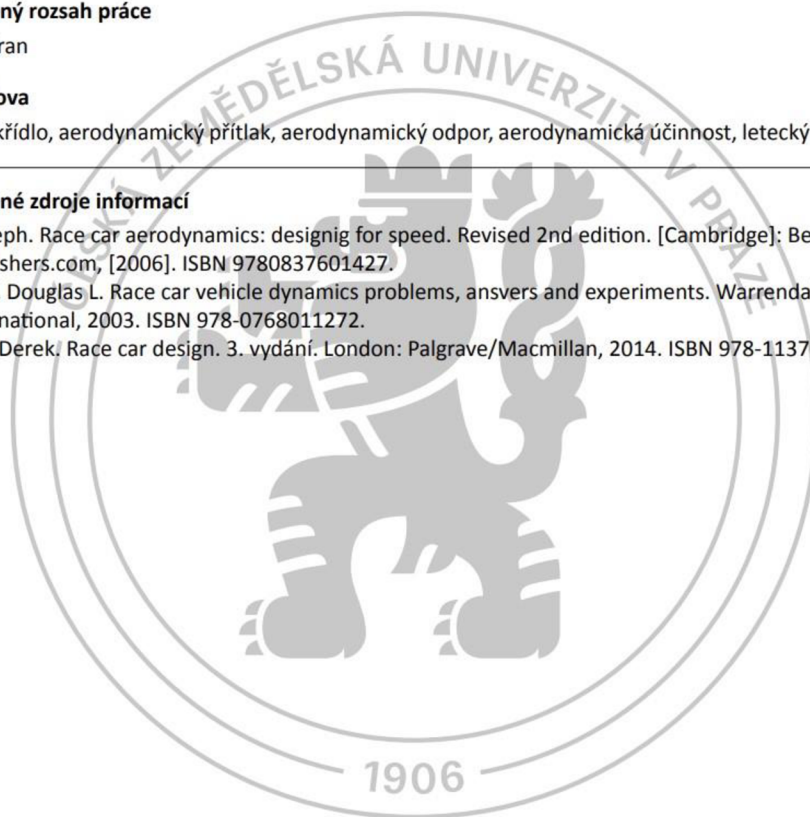 ný rozsah práce
ran
ova
křídlo, aerodynamický přítlak, aerodynamický odpor, aerodynamická účinnost, letecký
né zdroje informací
eph. Race car aerodynamics: designig for speed. Revised 2nd edition. [Cambridge]: Be
shers.com, [2006]. ISBN 9780837601427.
, Douglas L. Race car vehicle dynamics problems, ansvers and experiments. Warrenda
national, 2003. ISBN 978-0768011272.
Derek. Race car design. 3. vydání. London: Palgrave/Macmillan, 2014. ISBN 978-1137
ČESKÁ ZEMĚDĚLSKÁ UNIVERZITA V PRAZE
1906